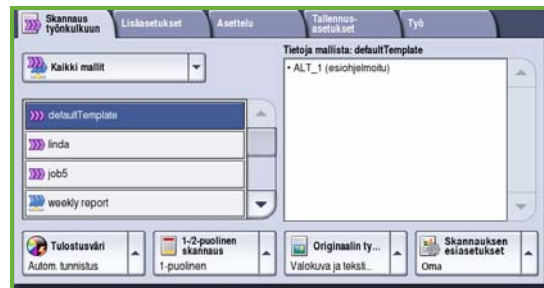 Skannaus
työnkulkuun
Lisäasetukset
Asettelu
Tallennus-
asetukset
Työ
Kaikki mallit
Tietoja mallista: defaultTemplate
• ALT_1 (esiohjelmoitu)
defaultTemplate
linda
job5
weekly report
Tulostusväri
Autom. tunnistus
1-/2-puolinen
skannaus
1-puolinen
Originaalin ty...
Valokuva ja teksti...
Skannauksen
esiasetukset
Oma